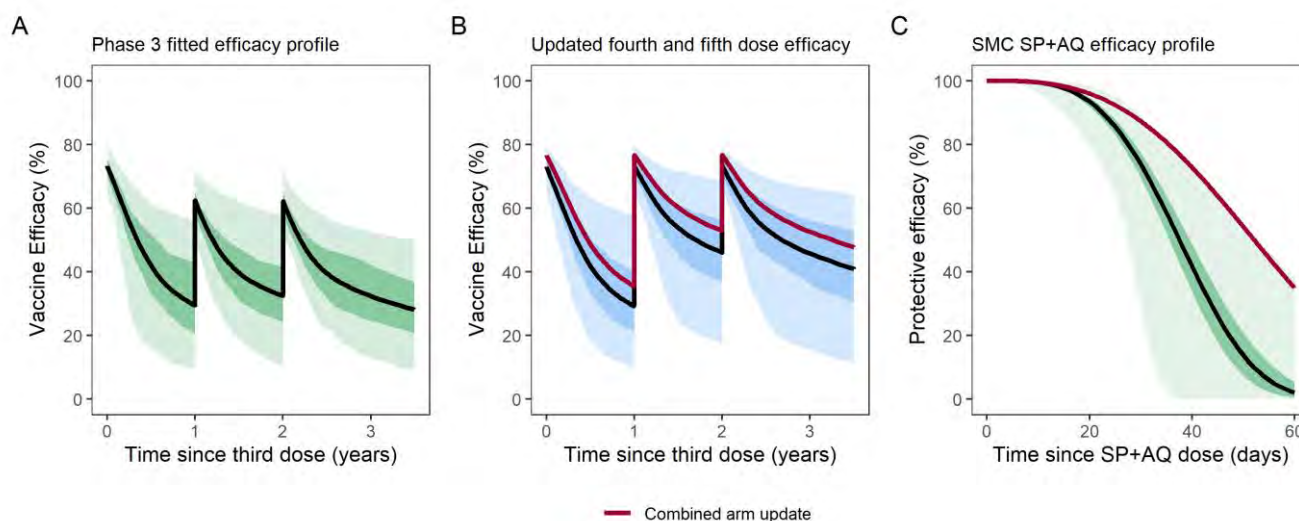 A
Phase 3 fitted efficacy profile
Vaccine Efficacy (%)
100
80
60
40
20
0
0 1 2 3
Time since third dose (years)
B
Updated fourth and fifth dose efficacy
Vaccine Efficacy (%)
100
80
60
40
20
0
0 1 2 3
Time since third dose (years)
C
SMC SP+AQ efficacy profile
Protective efficacy (%)
100
80
60
40
20
0
0 20 40 60
Time since SP+AQ dose (days)
Combined arm update